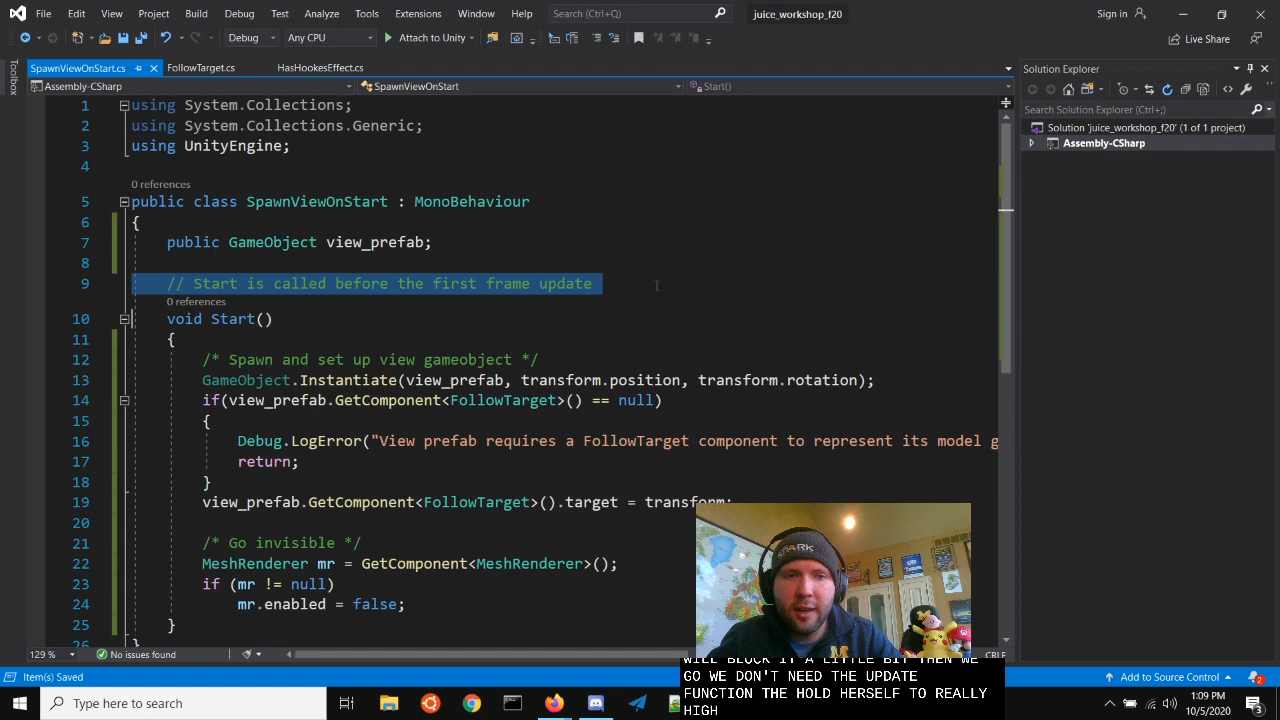 File Edit View Project Build Debug Test Analyze Tools Extensions Window Help Search (Ctrl+Q) juice_workshop_f20 Sign in
Debug Any CPU Attach to Unity Live Share
SpawnViewOnStart.cs FollowTarget.cs HasHookesEffect.cs Solution Explorer
Toolbox
Assembly-CSharp SpawnViewOnStart Start()
Search Solution Explorer (Ctrl+;)
Solution 'juice_workshop_f20' (1 of 1 project)
Assembly-CSharp
1 using System.Collections;
2 using System.Collections.Generic;
3 using UnityEngine;
4
0 references
5 public class SpawnViewOnStart : MonoBehaviour
6 {
7 public GameObject view_prefab;
8
9 // Start is called before the first frame update
0 references
10 void Start()
11 {
12 /* Spawn and set up view gameobject */
13 GameObject.Instantiate(view_prefab, transform.position, transform.rotation);
14 if(view_prefab.GetComponent<FollowTarget>() == null)
15 {
16 Debug.LogError("View prefab requires a FollowTarget component to represent its model g
17 return;
18 }
19 view_prefab.GetComponent<FollowTarget>().target = transform;
20
21 /* Go invisible */
22 MeshRenderer mr = GetComponent<MeshRenderer>();
23 if (mr != null)
24 mr.enabled = false;
25 }
26 }
SPARK
129 % No issues found CRLF
WILL BLOCK IT A LITTLE BIT THEN WE
GO WE DON'T NEED THE UPDATE
FUNCTION THE HOLD HERSELF TO REALLY
HIGH
Item(s) Saved Add to Source Control 2
Type here to search 1:09 PM
10/5/2020 2